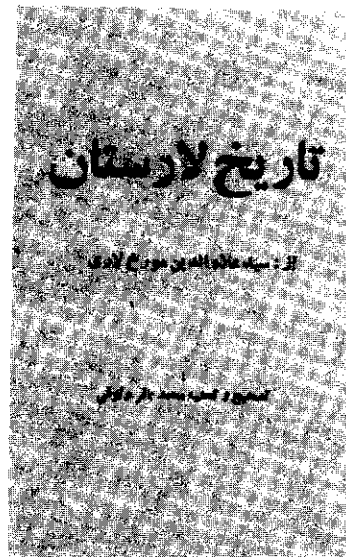 تاریخ لارستان
از : سید علاءالدین مورخ لاری
تصحیح و تحشیه محمد باقر وثوقی